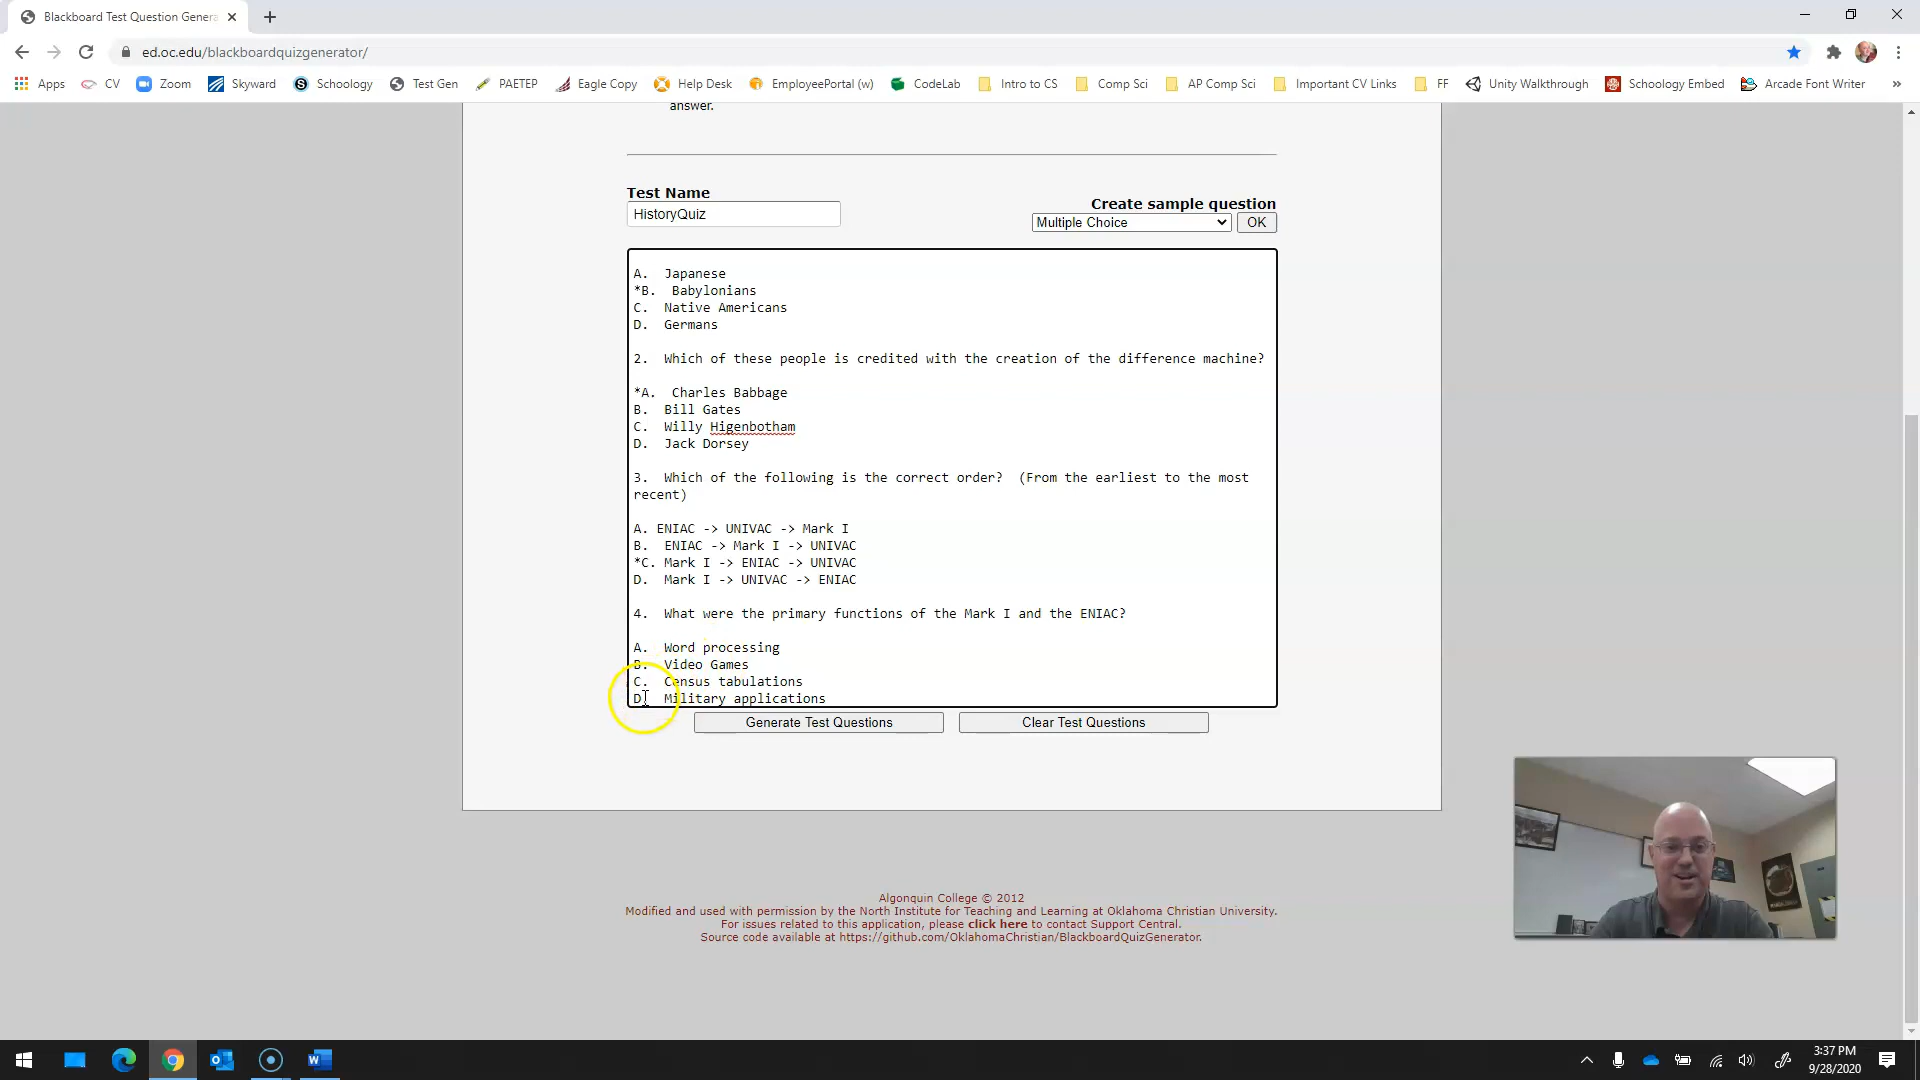 Blackboard Test Question Genera
ed.oc.edu/blackboardquizgenerator/
Apps CV Zoom Skyward Schoology Test Gen PAETEP Eagle Copy Help Desk EmployeePortal (w) CodeLab Intro to CS Comp Sci AP Comp Sci Important CV Links FF Unity Walkthrough Schoology Embed Arcade Font Writer »
answer.
Test Name
HistoryQuiz
Create sample question
Multiple Choice OK
A.  Japanese
*B.  Babylonians
C.  Native Americans
D.  Germans
2.  Which of these people is credited with the creation of the difference machine?
*A.  Charles Babbage
B.  Bill Gates
C.  Willy Higenbotham
D.  Jack Dorsey
3.  Which of the following is the correct order?  (From the earliest to the most
recent)
A. ENIAC -> UNIVAC -> Mark I
B.  ENIAC -> Mark I -> UNIVAC
*C. Mark I -> ENIAC -> UNIVAC
D.  Mark I -> UNIVAC -> ENIAC
4.  What were the primary functions of the Mark I and the ENIAC?
A.  Word processing
B.  Video Games
C.  Census tabulations
D.  Military applications
Generate Test Questions Clear Test Questions
Algonquin College © 2012
Modified and used with permission by the North Institute for Teaching and Learning at Oklahoma Christian University.
For issues related to this application, please click here to contact Support Central.
Source code available at https://github.com/OklahomaChristian/BlackboardQuizGenerator.
3:37 PM
9/28/2020